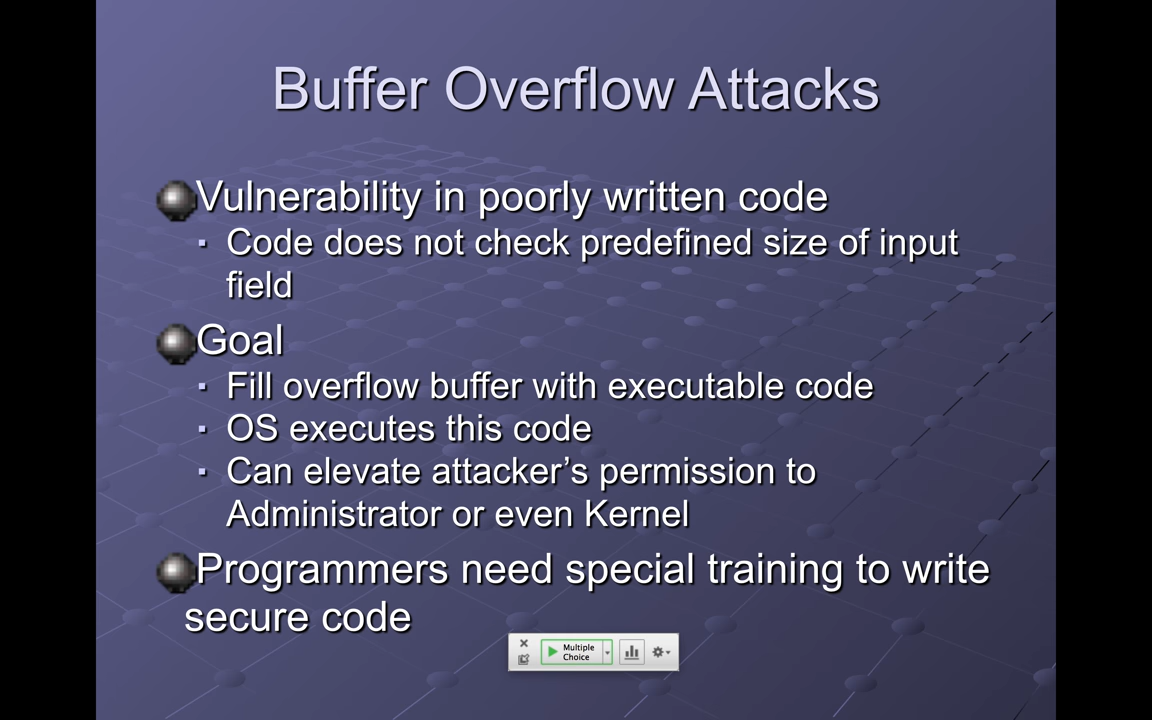 Buffer Overflow Attacks
Vulnerability in poorly written code
▪ Code does not check predefined size of input
field
Goal
▪ Fill overflow buffer with executable code
▪ OS executes this code
▪ Can elevate attacker’s permission to
Administrator or even Kernel
Programmers need special training to write
secure code
Multiple
Choice